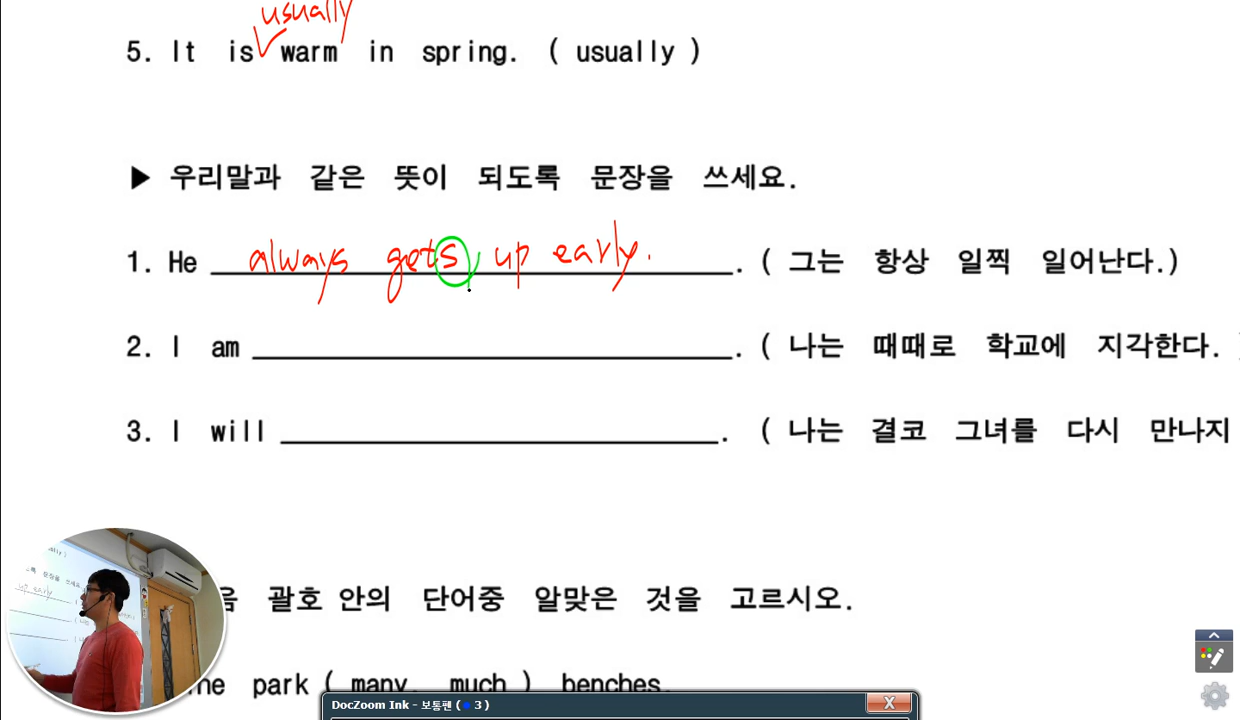 usually
5. It is warm in spring. ( usually )
▶ 우리말과 같은 뜻이 되도록 문장을 쓰세요.
1. He always gets up early. . ( 그는 항상 일찍 일어난다.)
2. I am ____. ( 나는 때때로 학교에 지각한다. )
3. I will ____. ( 나는 결코 그녀를 다시 만나지
괄호 안의 단어중 알맞은 것을 고르시오.
park ( many, much ) benches.
DocZoom Ink - 보통펜 ( 3 )
X